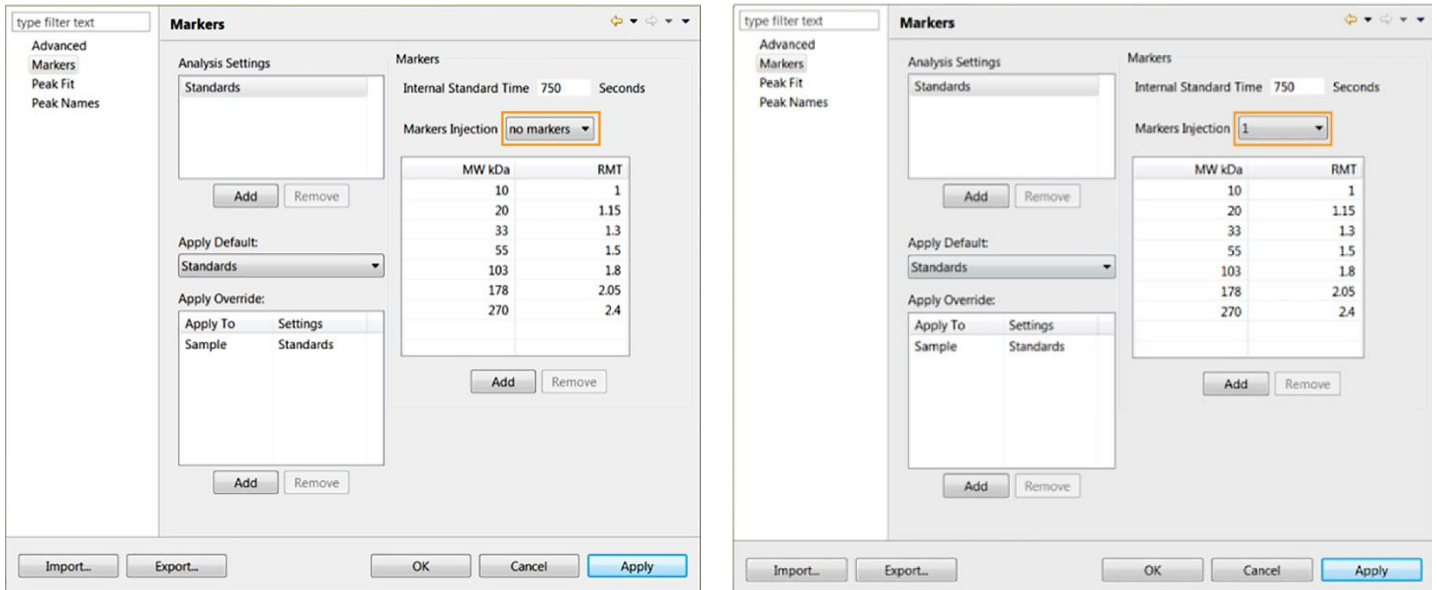 type filter text
Advanced
Markers
Peak Fit
Peak Names
Markers
Analysis Settings
Standards
Add Remove
Apply Default:
Standards
Apply Override:
Apply To Settings
Sample Standards
Add Remove
Markers
Internal Standard Time 750 Seconds
Markers Injection no markers
MW kDa RMT
10 1
20 1.15
33 1.3
55 1.5
103 1.8
178 2.05
270 2.4
Add Remove
Import... Export... OK Cancel Apply
type filter text
Advanced
Markers
Peak Fit
Peak Names
Markers
Analysis Settings
Standards
Add Remove
Apply Default:
Standards
Apply Override:
Apply To Settings
Sample Standards
Add Remove
Markers
Internal Standard Time 750 Seconds
Markers Injection 1
MW kDa RMT
10 1
20 1.15
33 1.3
55 1.5
103 1.8
178 2.05
270 2.4
Add Remove
Import... Export... OK Cancel Apply